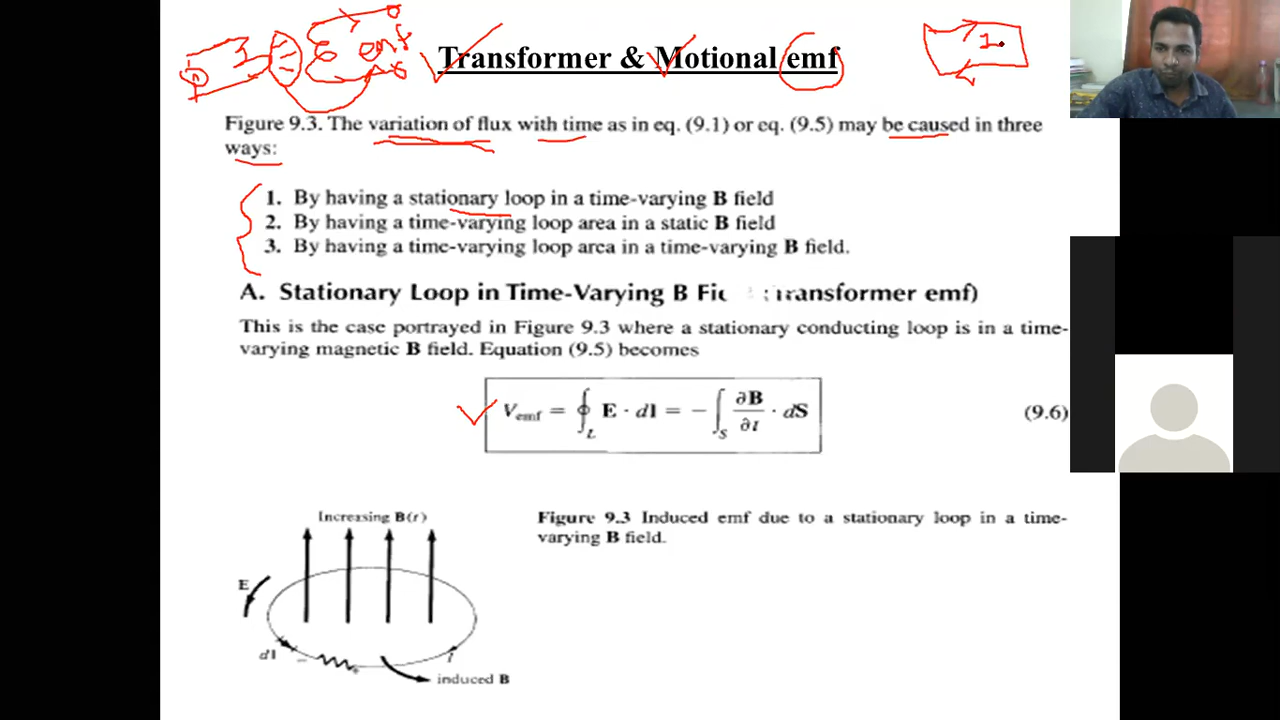 Transformer & Motional emf
ε emf
I
Figure 9.3. The variation of flux with time as in eq. (9.1) or eq. (9.5) may be caused in three
ways:
1. By having a stationary loop in a time-varying B field
2. By having a time-varying loop area in a static B field
3. By having a time-varying loop area in a time-varying B field.
A. Stationary Loop in Time-Varying B Fi (Transformer emf)
This is the case portrayed in Figure 9.3 where a stationary conducting loop is in a time-
varying magnetic B field. Equation (9.5) becomes
V_emf = ∮_L E · dl = − ∫_S ∂B/∂t · dS (9.6)
Increasing B(t)
Figure 9.3 Induced emf due to a stationary loop in a time-
varying B field.
E
dl
I
induced B